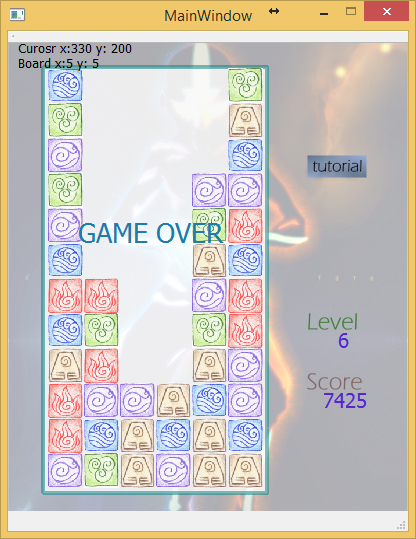 MainWindow
Curosr x:330 y: 200
Board x:5 y: 5
tutorial
GAME OVER
Level
6
Score
7425